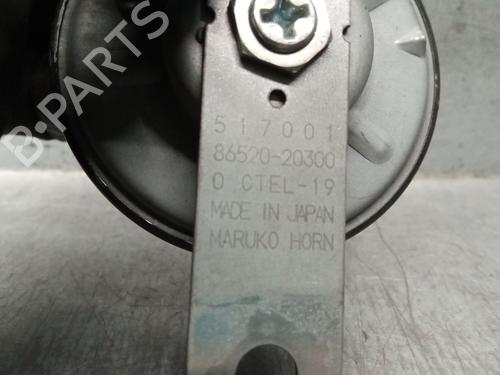 B-PARTS
517001
86520-20300
0 CTEL-19
MADE IN JAPAN
MARUKO HORN